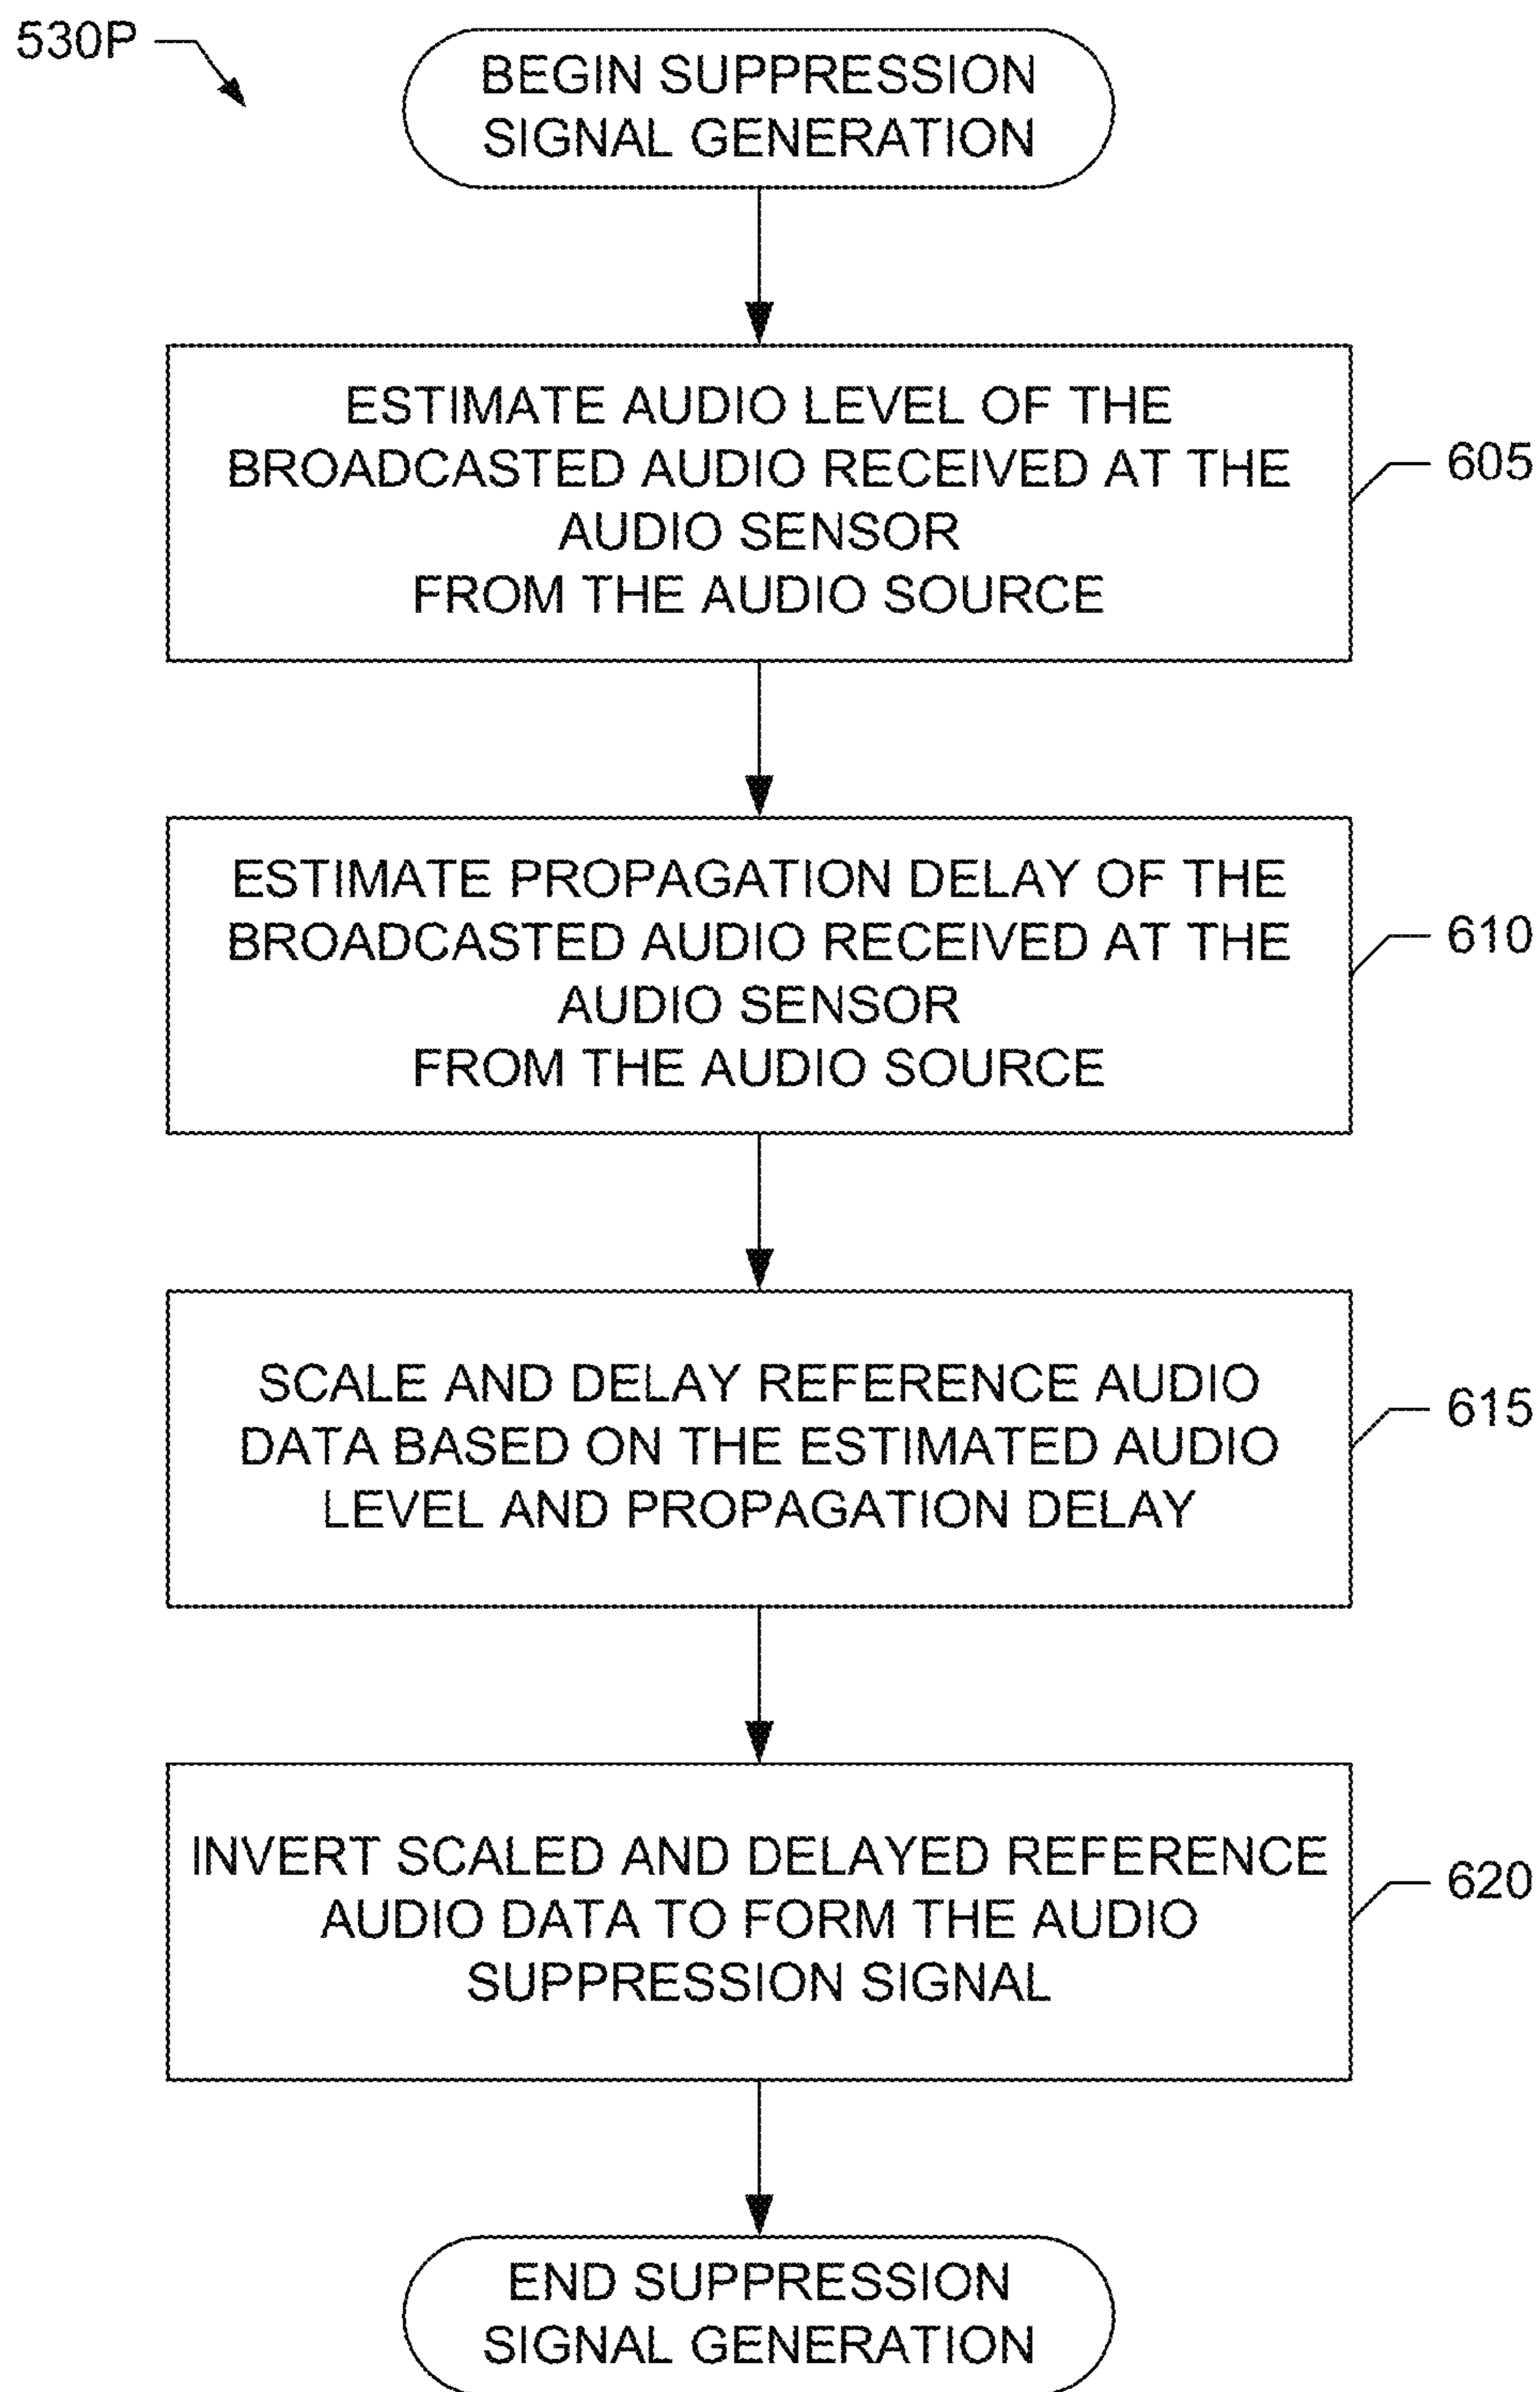 530P
BEGIN SUPPRESSION
SIGNAL GENERATION
ESTIMATE AUDIO LEVEL OF THE
BROADCASTED AUDIO RECEIVED AT THE
AUDIO SENSOR
FROM THE AUDIO SOURCE
605
ESTIMATE PROPAGATION DELAY OF THE
BROADCASTED AUDIO RECEIVED AT THE
AUDIO SENSOR
FROM THE AUDIO SOURCE
610
SCALE AND DELAY REFERENCE AUDIO
DATA BASED ON THE ESTIMATED AUDIO
LEVEL AND PROPAGATION DELAY
615
INVERT SCALED AND DELAYED REFERENCE
AUDIO DATA TO FORM THE AUDIO
SUPPRESSION SIGNAL
620
END SUPPRESSION
SIGNAL GENERATION